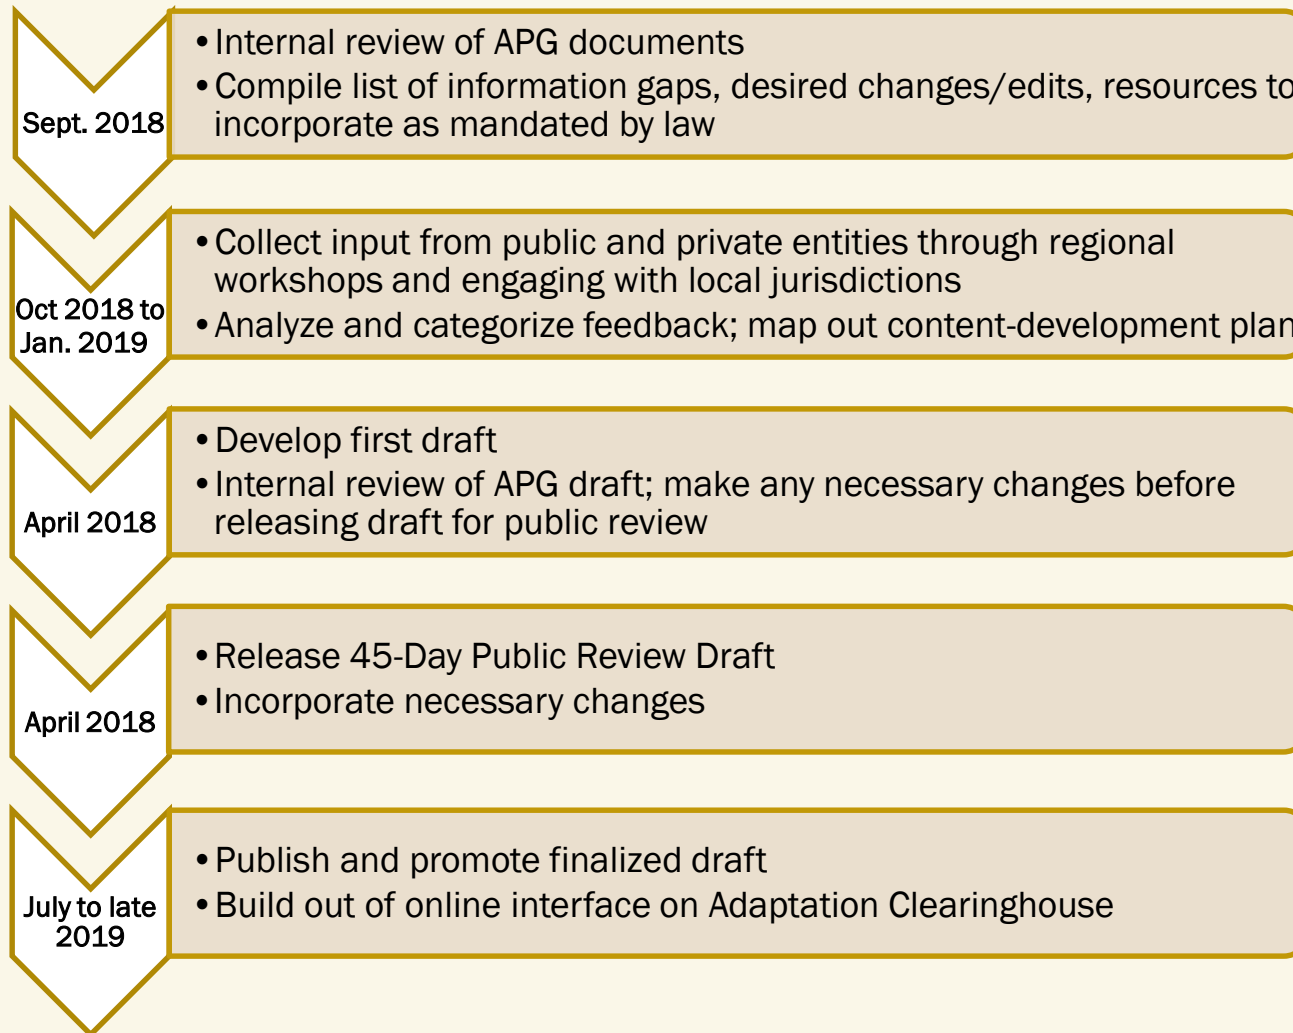 Sept. 2018
•Internal review of APG documents
•Compile list of information gaps, desired changes/edits, resources to
incorporate as mandated by law
Oct 2018 to
Jan. 2019
•Collect input from public and private entities through regional
workshops and engaging with local jurisdictions
•Analyze and categorize feedback; map out content-development plan
April 2018
•Develop first draft
•Internal review of APG draft; make any necessary changes before
releasing draft for public review
April 2018
•Release 45-Day Public Review Draft
•Incorporate necessary changes
July to late
2019
•Publish and promote finalized draft
•Build out of online interface on Adaptation Clearinghouse